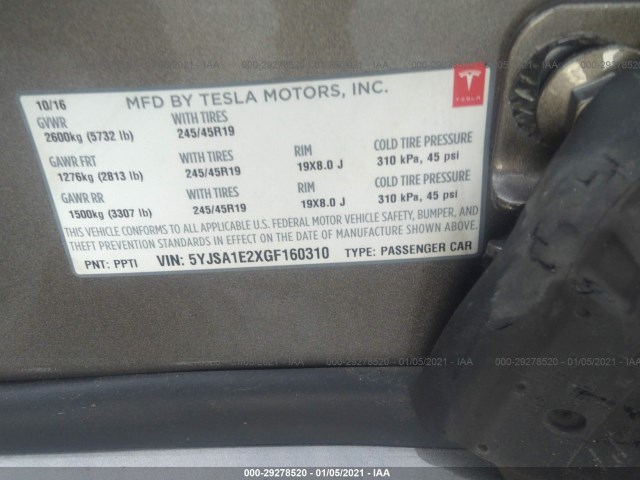 000-29278520 - 01/05/2021 - IAA
10/16 MFD BY TESLA MOTORS, INC.
TESLA
GVWR WITH TIRES
2600kg (5732 lb) 245/45R19
GAWR FRT WITH TIRES RIM COLD TIRE PRESSURE
1276kg (2813 lb) 245/45R19 19X8.0 J 310 kPa, 45 psi
GAWR RR WITH TIRES RIM COLD TIRE PRESSURE
1500kg (3307 lb) 245/45R19 19X8.0 J 310 kPa, 45 psi
THIS VEHICLE CONFORMS TO ALL APPLICABLE U.S. FEDERAL MOTOR VEHICLE SAFETY, BUMPER, AND
THEFT PREVENTION STANDARDS IN EFFECT ON THE DATE OF MANUFACTURE SHOWN ABOVE.
PNT: PPTI VIN: 5YJSA1E2XGF160310 TYPE: PASSENGER CAR
000-29278520 - 01/05/2021 - IAA
000-29278520 - 01/05/2021 - IAA